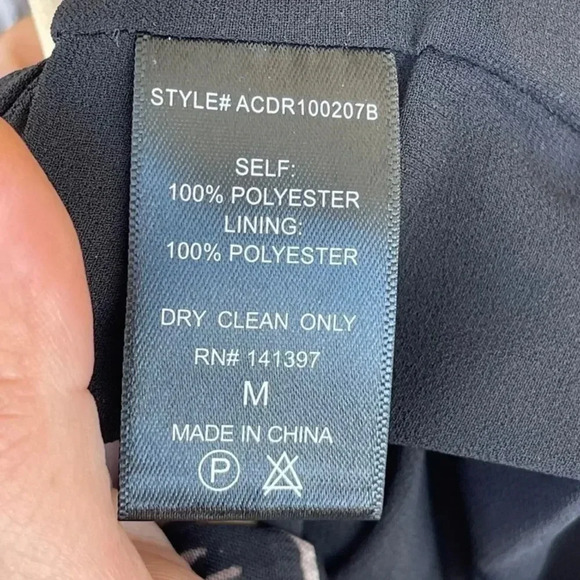 STYLE# ACDR100207B
SELF:
100% POLYESTER
LINING:
100% POLYESTER
DRY CLEAN ONLY
RN# 141397
M
MADE IN CHINA
P